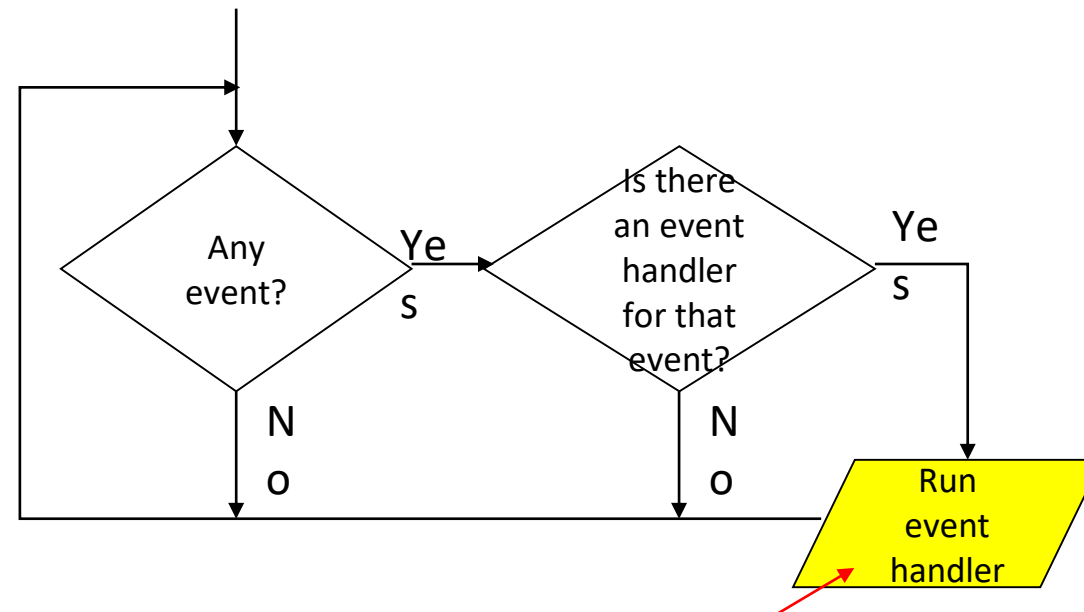 Any
event?
Ye
s
N
o
Is there
an event
handler
for that
event?
Ye
s
N
o
Run
event
handler